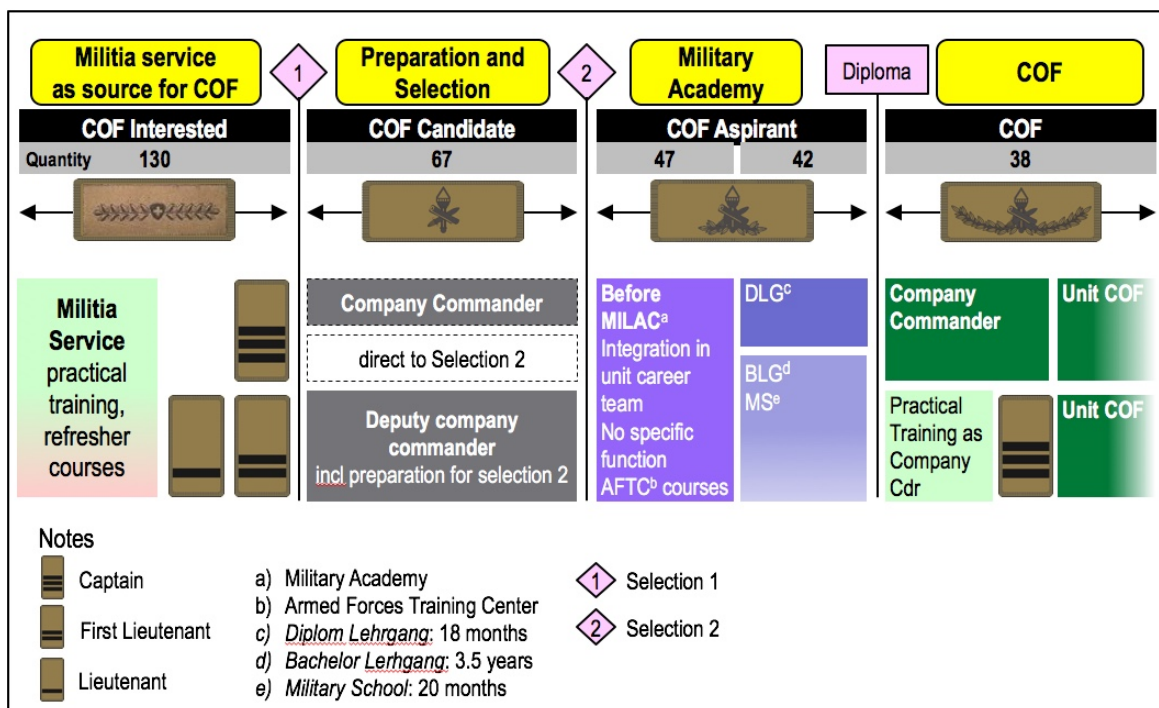 Militia service
as source for COF
1
Preparation and
Selection
2
Military
Academy
Diploma
COF
COF Interested
COF Candidate
COF Aspirant
COF
Quantity 130
67
47
42
38
Militia
Service
practical
training,
refresher
courses
Company Commander
direct to Selection 2
Deputy company
commander
incl preparation for selection 2
Before
MILACa
Integration in
unit career
team
No specific
function
AFTCb courses
DLGc
BLGd
MSe
Company
Commander
Unit COF
Practical
Training as
Company
Cdr
Unit COF
Notes
Captain
First Lieutenant
Lieutenant
a) Military Academy
b) Armed Forces Training Center
c) Diplom Lehrgang: 18 months
d) Bachelor Lerhgang: 3.5 years
e) Military School: 20 months
1 Selection 1
2 Selection 2